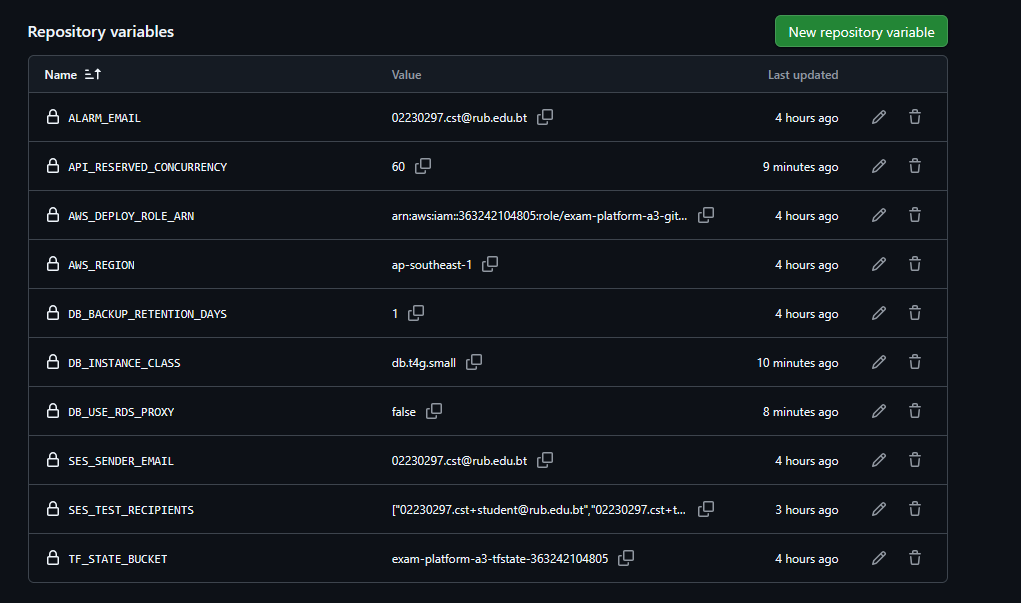 Repository variables
New repository variable
Name Value Last updated
ALARM_EMAIL 02230297.cst@rub.edu.bt 4 hours ago
API_RESERVED_CONCURRENCY 60 9 minutes ago
AWS_DEPLOY_ROLE_ARN arn:aws:iam::363242104805:role/exam-platform-a3-git... 4 hours ago
AWS_REGION ap-southeast-1 4 hours ago
DB_BACKUP_RETENTION_DAYS 1 4 hours ago
DB_INSTANCE_CLASS db.t4g.small 10 minutes ago
DB_USE_RDS_PROXY false 8 minutes ago
SES_SENDER_EMAIL 02230297.cst@rub.edu.bt 4 hours ago
SES_TEST_RECIPIENTS ["02230297.cst+student@rub.edu.bt","02230297.cst+t... 3 hours ago
TF_STATE_BUCKET exam-platform-a3-tfstate-363242104805 4 hours ago